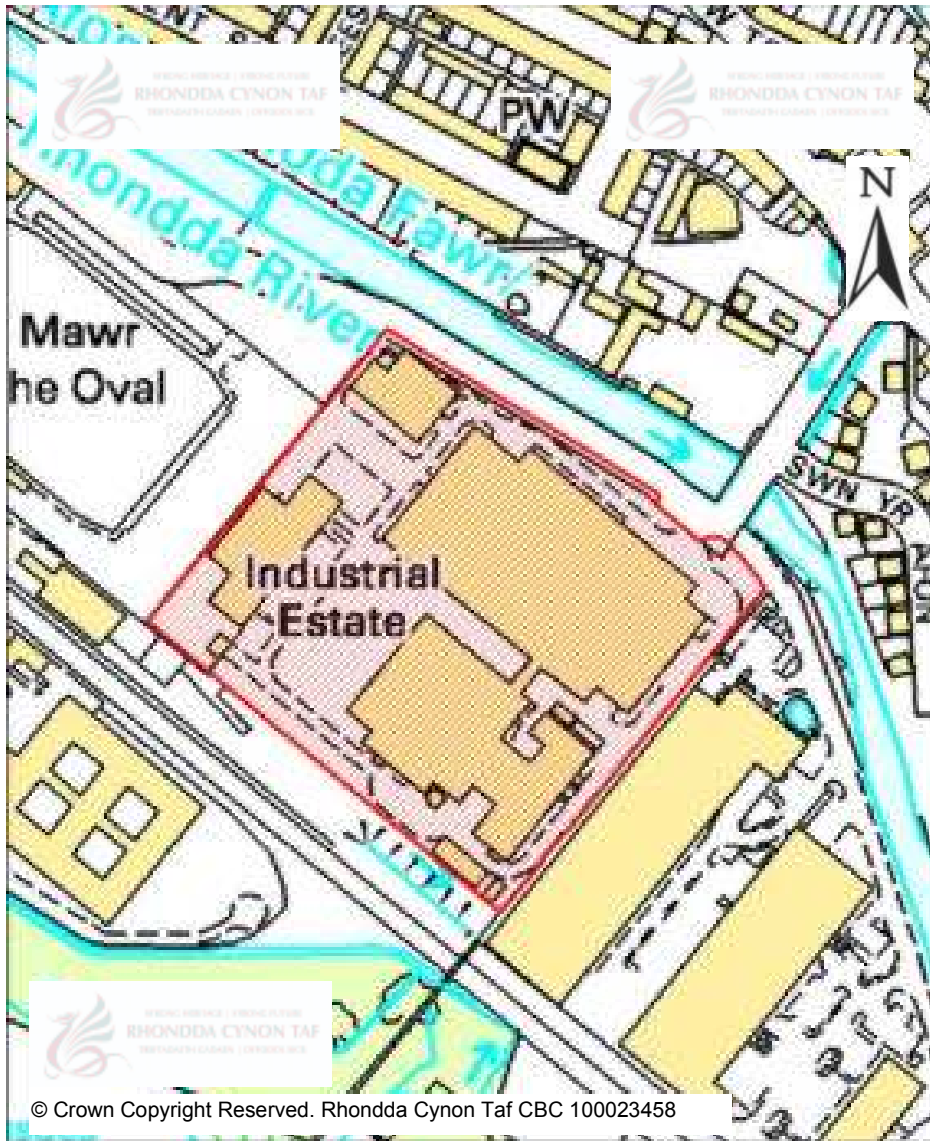 RHONDDA CYNON TAF
RHONDDA CYNON TAF
PW
N
dda Fawr/
Rhondda River
Mawr
he Oval
SWN YR AFON
Industrial
Estate
RHONDDA CYNON TAF
© Crown Copyright Reserved. Rhondda Cynon Taf CBC 100023458